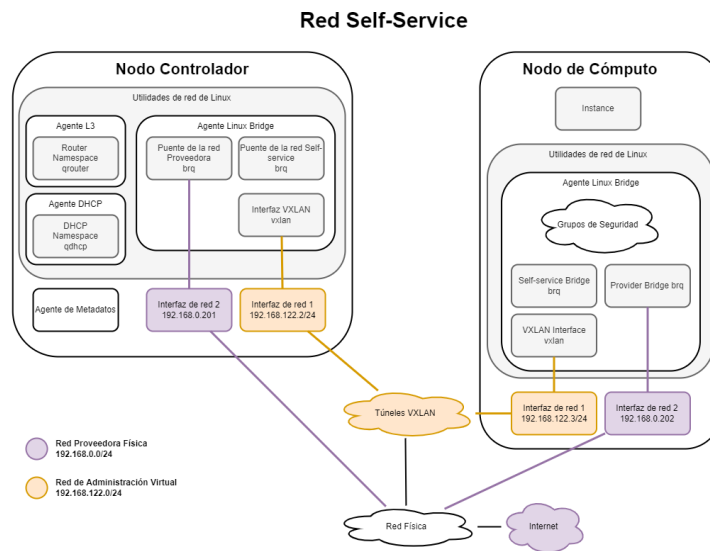 Red Self-Service
Nodo Controlador
Utilidades de red de Linux
Agente L3
Router
Namespace
qrouter
Agente DHCP
DHCP
Namespace
qdhcp
Agente Linux Bridge
Puente de la red
Proveedora
brq
Puente de la red Self-
service
brq
Interfaz VXLAN
vxlan
Agente de Metadatos
Interfaz de red 2
192.168.0.201
Interfaz de red 1
192.168.122.2/24
Nodo de Cómputo
Instance
Utilidades de red de Linux
Agente Linux Bridge
Grupos de Seguridad
Self-service Bridge
brq
Provider Bridge brq
VXLAN Interface
vxlan
Interfaz de red 1
192.168.122.3/24
Interfaz de red 2
192.168.0.202
Túneles VXLAN
Red Proveedora Física
192.168.0.0/24
Red de Administración Virtual
192.168.122.0/24
Red Física
Internet